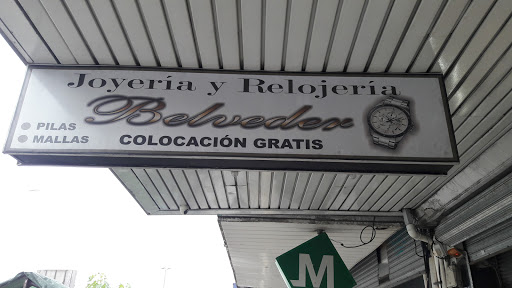 Joyería y Relojería
Belveder
PILAS
MALLAS
COLOCACIÓN GRATIS
M